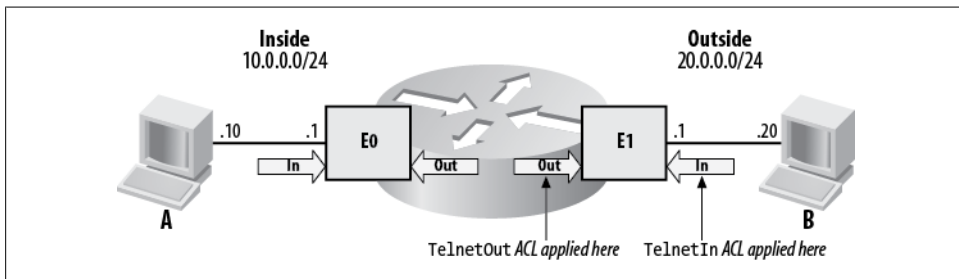 Inside
10.0.0.0/24
Outside
20.0.0.0/24
.10
.1
E0
E1
.1
.20
In
Out
Out
In
A
B
TelnetOut ACL applied here
TelnetIn ACL applied here